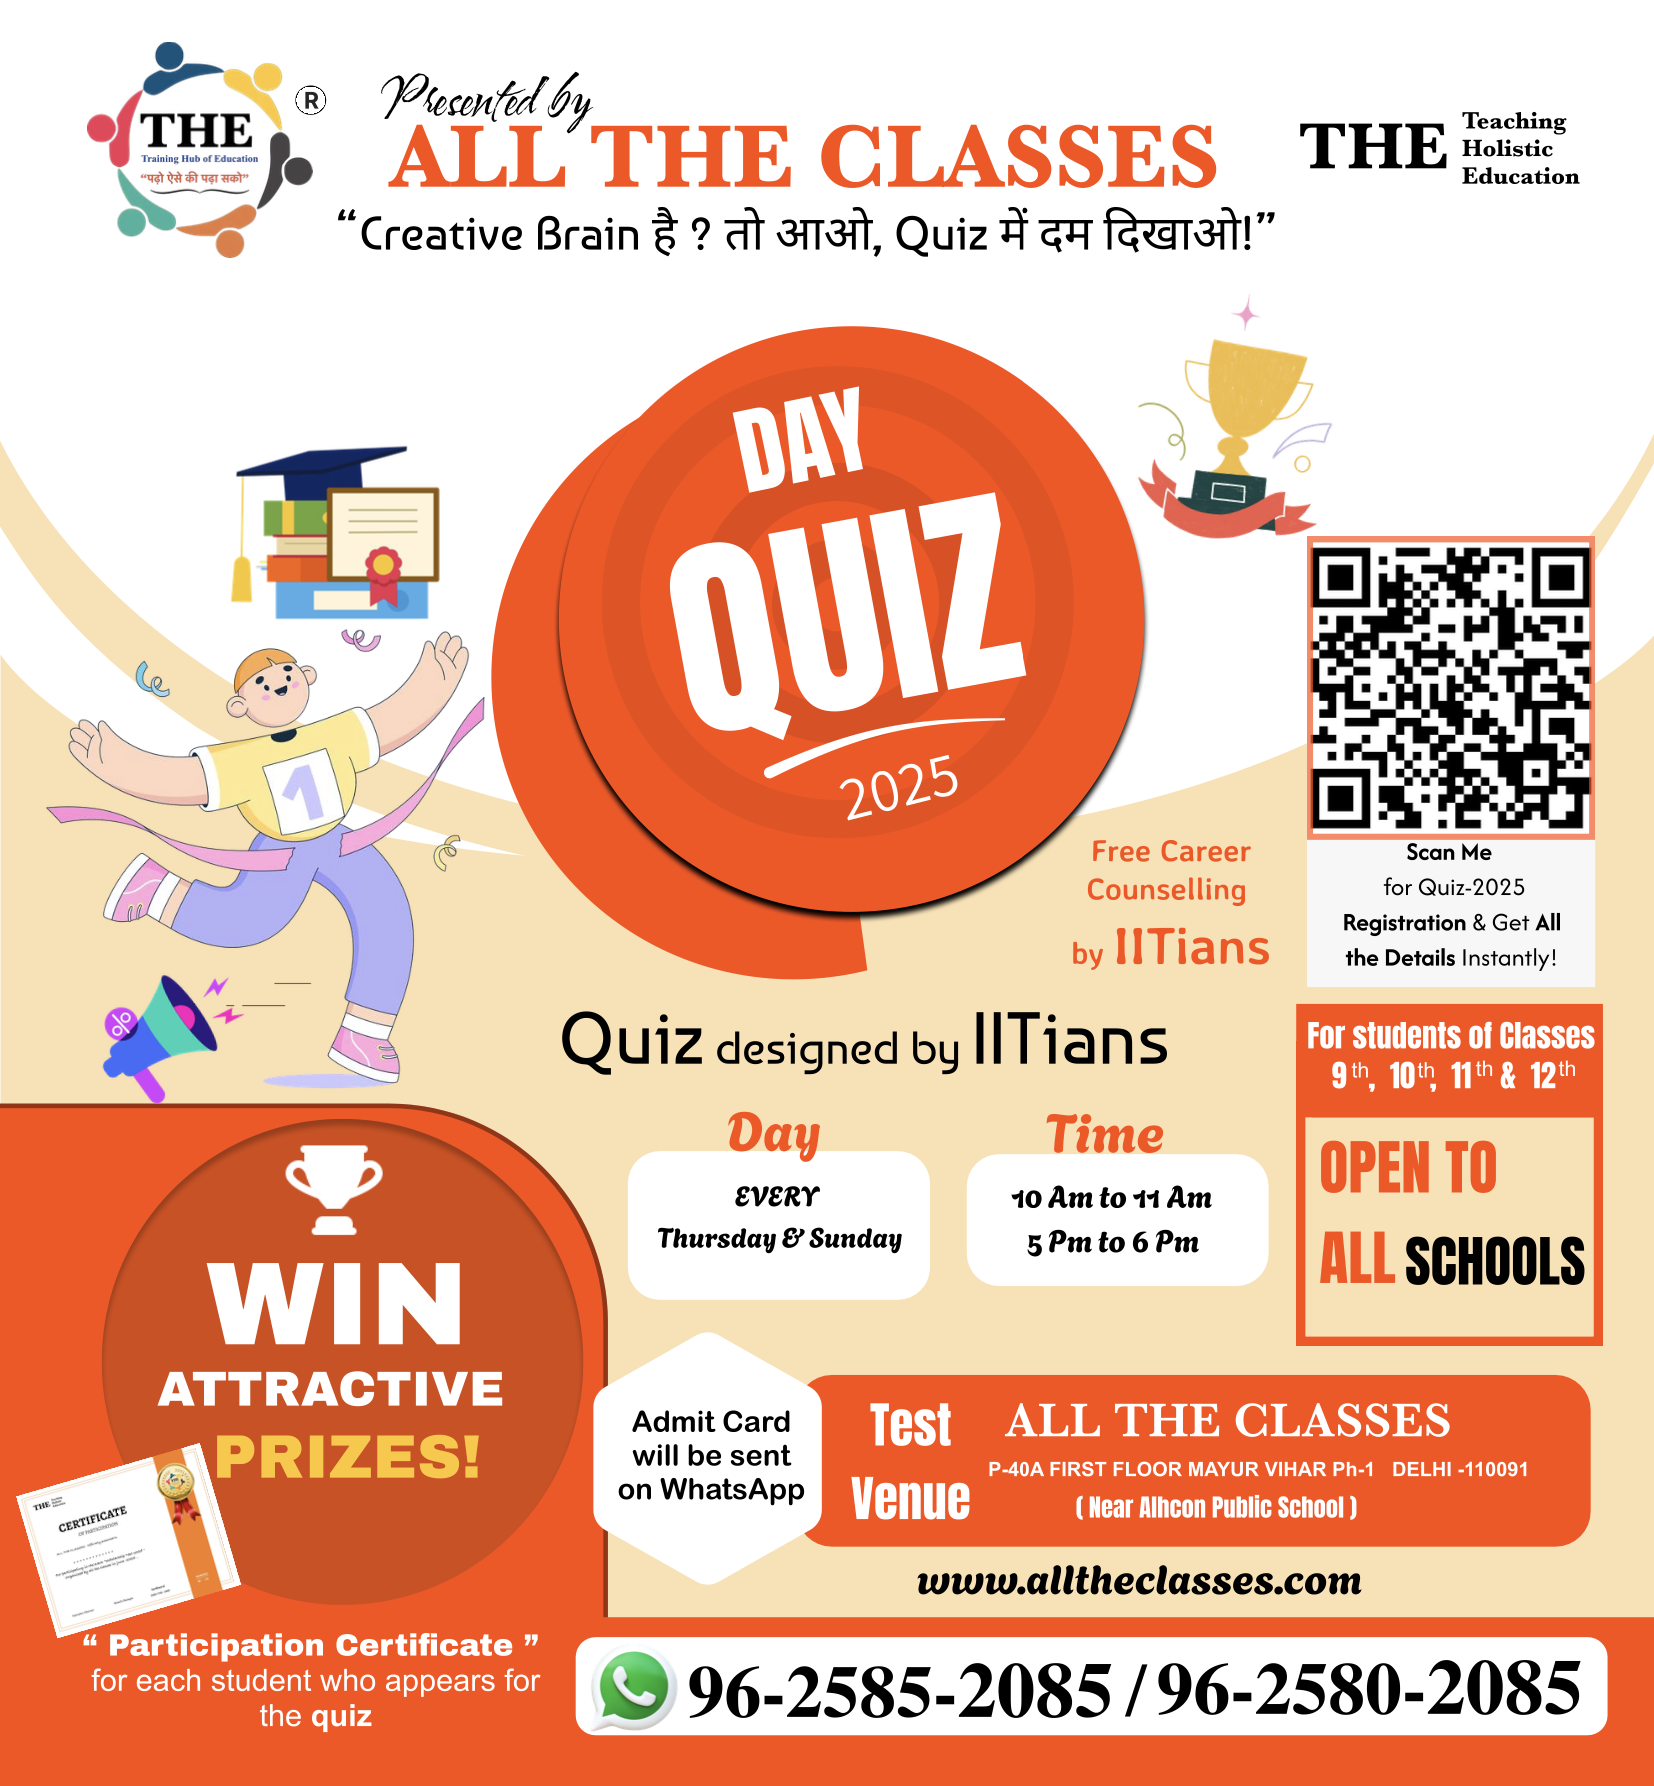 THE
®
Training Hub of Education
“पढ़ो ऐसे की पढ़ा सको”
Presented by
ALL THE CLASSES
THE
Teaching
Holistic
Education
“Creative Brain है ? तो आओ, Quiz में दम दिखाओ!”
DAY
QUIZ
2025
1
Free Career
Counselling
by IITians
Scan Me
for Quiz-2025
Registration & Get All
the Details Instantly!
Quiz designed by IITians
For students of Classes
9th, 10th, 11th & 12th
OPEN TO
ALL SCHOOLS
Day
EVERY
Thursday & Sunday
Time
10 Am to 11 Am
5 Pm to 6 Pm
%
WIN
ATTRACTIVE
PRIZES!
THE
CERTIFICATE
OF PARTICIPATION
Admit Card
will be sent
on WhatsApp
Test
Venue
ALL THE CLASSES
P-40A FIRST FLOOR MAYUR VIHAR Ph-1 DELHI -110091
( Near Alhcon Public School )
www.alltheclasses.com
“ Participation Certificate ”
for each student who appears for
the quiz
96-2585-2085 / 96-2580-2085